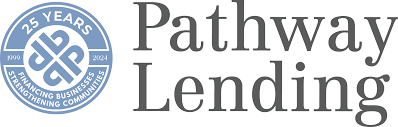 25 YEARS
1999 2024
FINANCING BUSINESSES
STRENGTHENING COMMUNITIES
Pathway
Lending